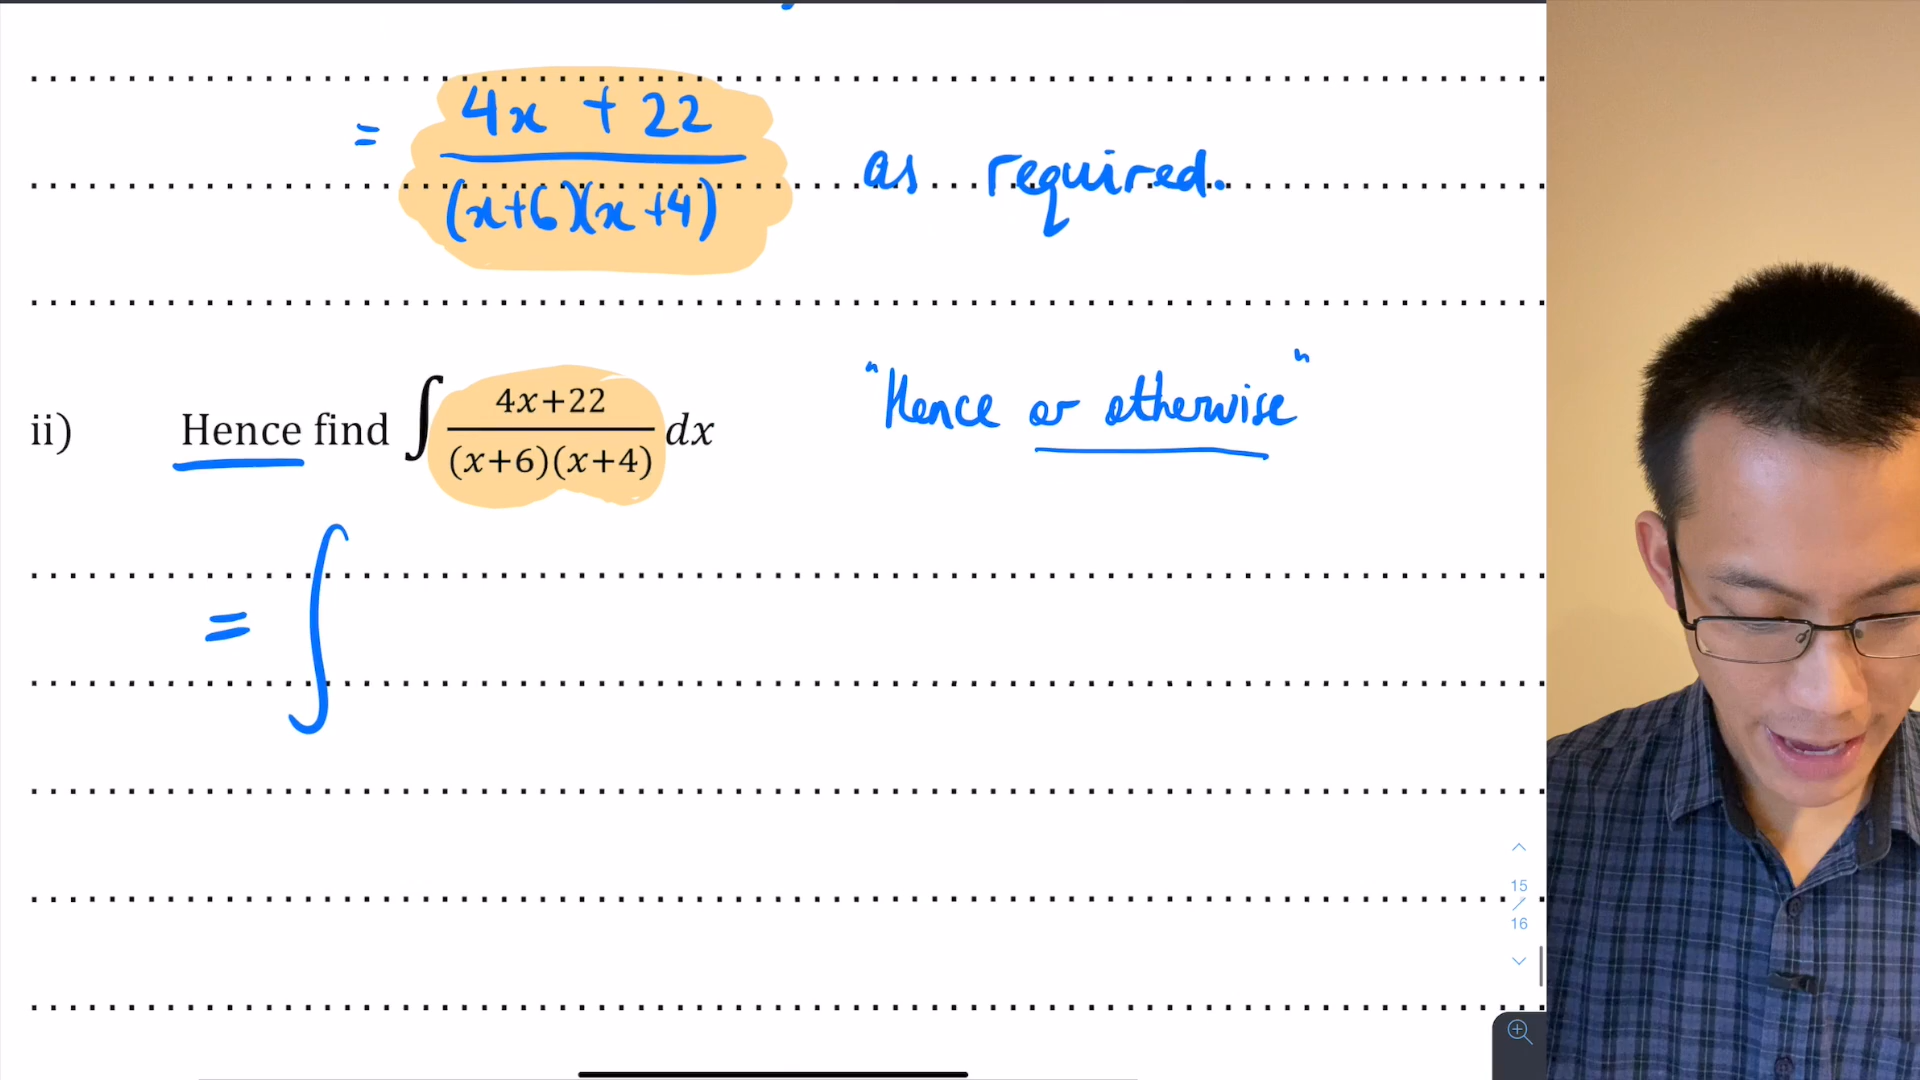 = 4x + 22
(x+6)(x+4)
as required.
ii) Hence find ∫ 4x+22
(x+6)(x+4) dx
"Hence or otherwise"
= ∫
15
/
16